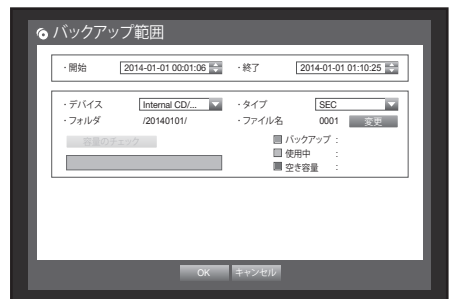 バックアップ範囲
・開始 2014-01-01 00:01:06 ・終了 2014-01-01 01:10:25
・デバイス Internal CD/... ・タイプ SEC
・フォルダ /20140101/ ・ファイル名 0001 変更
容量のチェック バックアップ :
使用中 :
空き容量 :
OK キャンセル